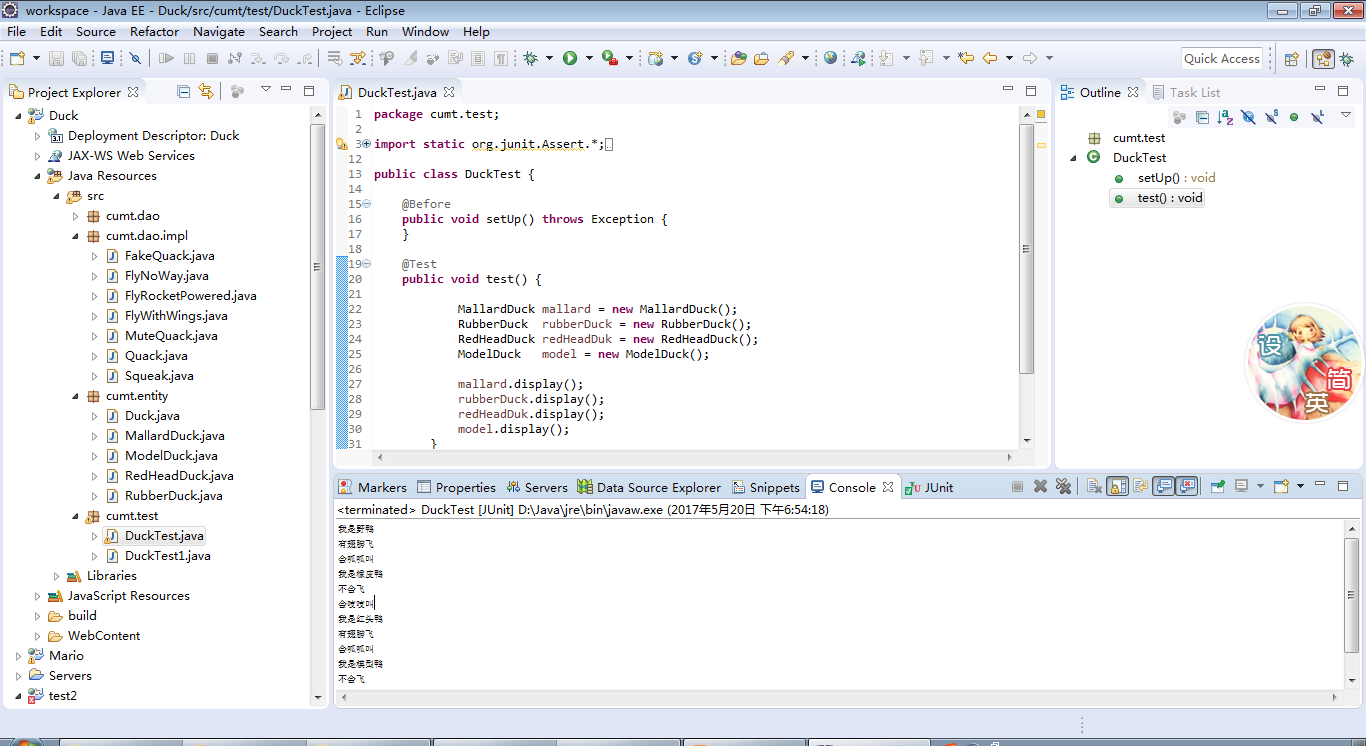 workspace - Java EE - Duck/src/cumt/test/DuckTest.java - Eclipse
File Edit Source Refactor Navigate Search Project Run Window Help
Quick Access
Project Explorer
Duck
Deployment Descriptor: Duck
JAX-WS Web Services
Java Resources
src
cumt.dao
cumt.dao.impl
FakeQuack.java
FlyNoWay.java
FlyRocketPowered.java
FlyWithWings.java
MuteQuack.java
Quack.java
Squeak.java
cumt.entity
Duck.java
MallardDuck.java
ModelDuck.java
RedHeadDuck.java
RubberDuck.java
cumt.test
DuckTest.java
DuckTest1.java
Libraries
JavaScript Resources
build
WebContent
Mario
Servers
test2
DuckTest.java
1 package cumt.test;
2
3 import static org.junit.Assert.*;
12
13 public class DuckTest {
14
15 @Before
16 public void setUp() throws Exception {
17 }
18
19 @Test
20 public void test() {
21
22 MallardDuck mallard = new MallardDuck();
23 RubberDuck rubberDuck = new RubberDuck();
24 RedHeadDuck redHeadDuk = new RedHeadDuck();
25 ModelDuck model = new ModelDuck();
26
27 mallard.display();
28 rubberDuck.display();
29 redHeadDuk.display();
30 model.display();
31 }
Outline Task List
cumt.test
DuckTest
setUp() : void
test() : void
设
简
英
Markers Properties Servers Data Source Explorer Snippets Console JUnit
<terminated> DuckTest [JUnit] D:\Java\jre\bin\javaw.exe (2017年5月20日 下午6:54:18)
我是野鸭
有翅膀飞
会呱呱叫
我是橡皮鸭
不会飞
会吱吱叫
我是红头鸭
有翅膀飞
会呱呱叫
我是模型鸭
不会飞